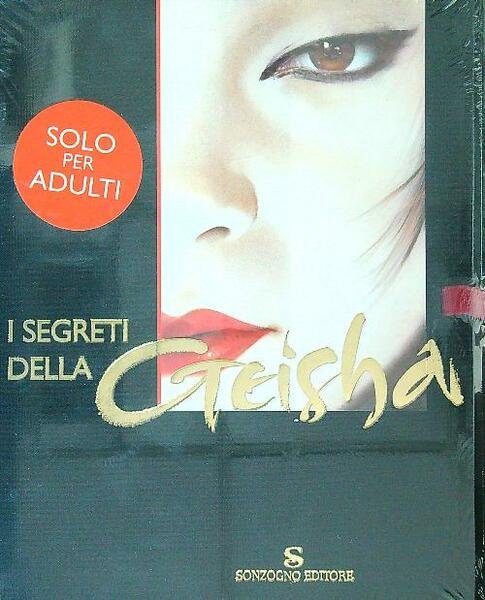 SOLO
PER
ADULTI
I SEGRETI
DELLA Geisha
S
SONZOGNO EDITORE